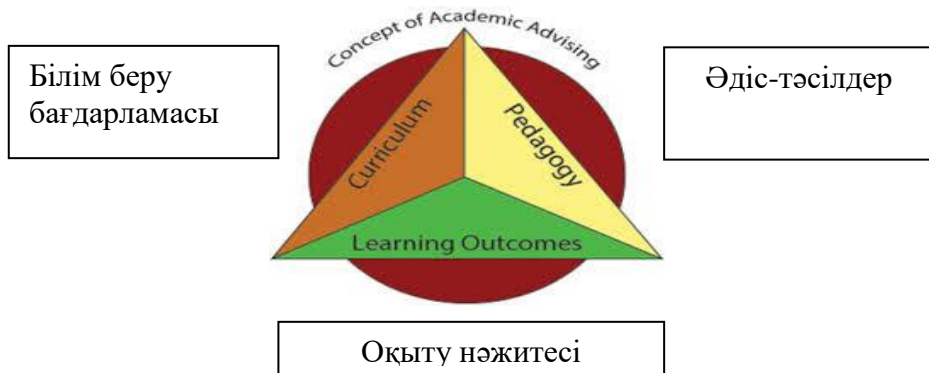 Concept of Academic Advising
Білім беру
бағдарламасы
Әдіс-тәсілдер
Curriculum
Pedagogy
Learning Outcomes
Оқыту нәжитесі